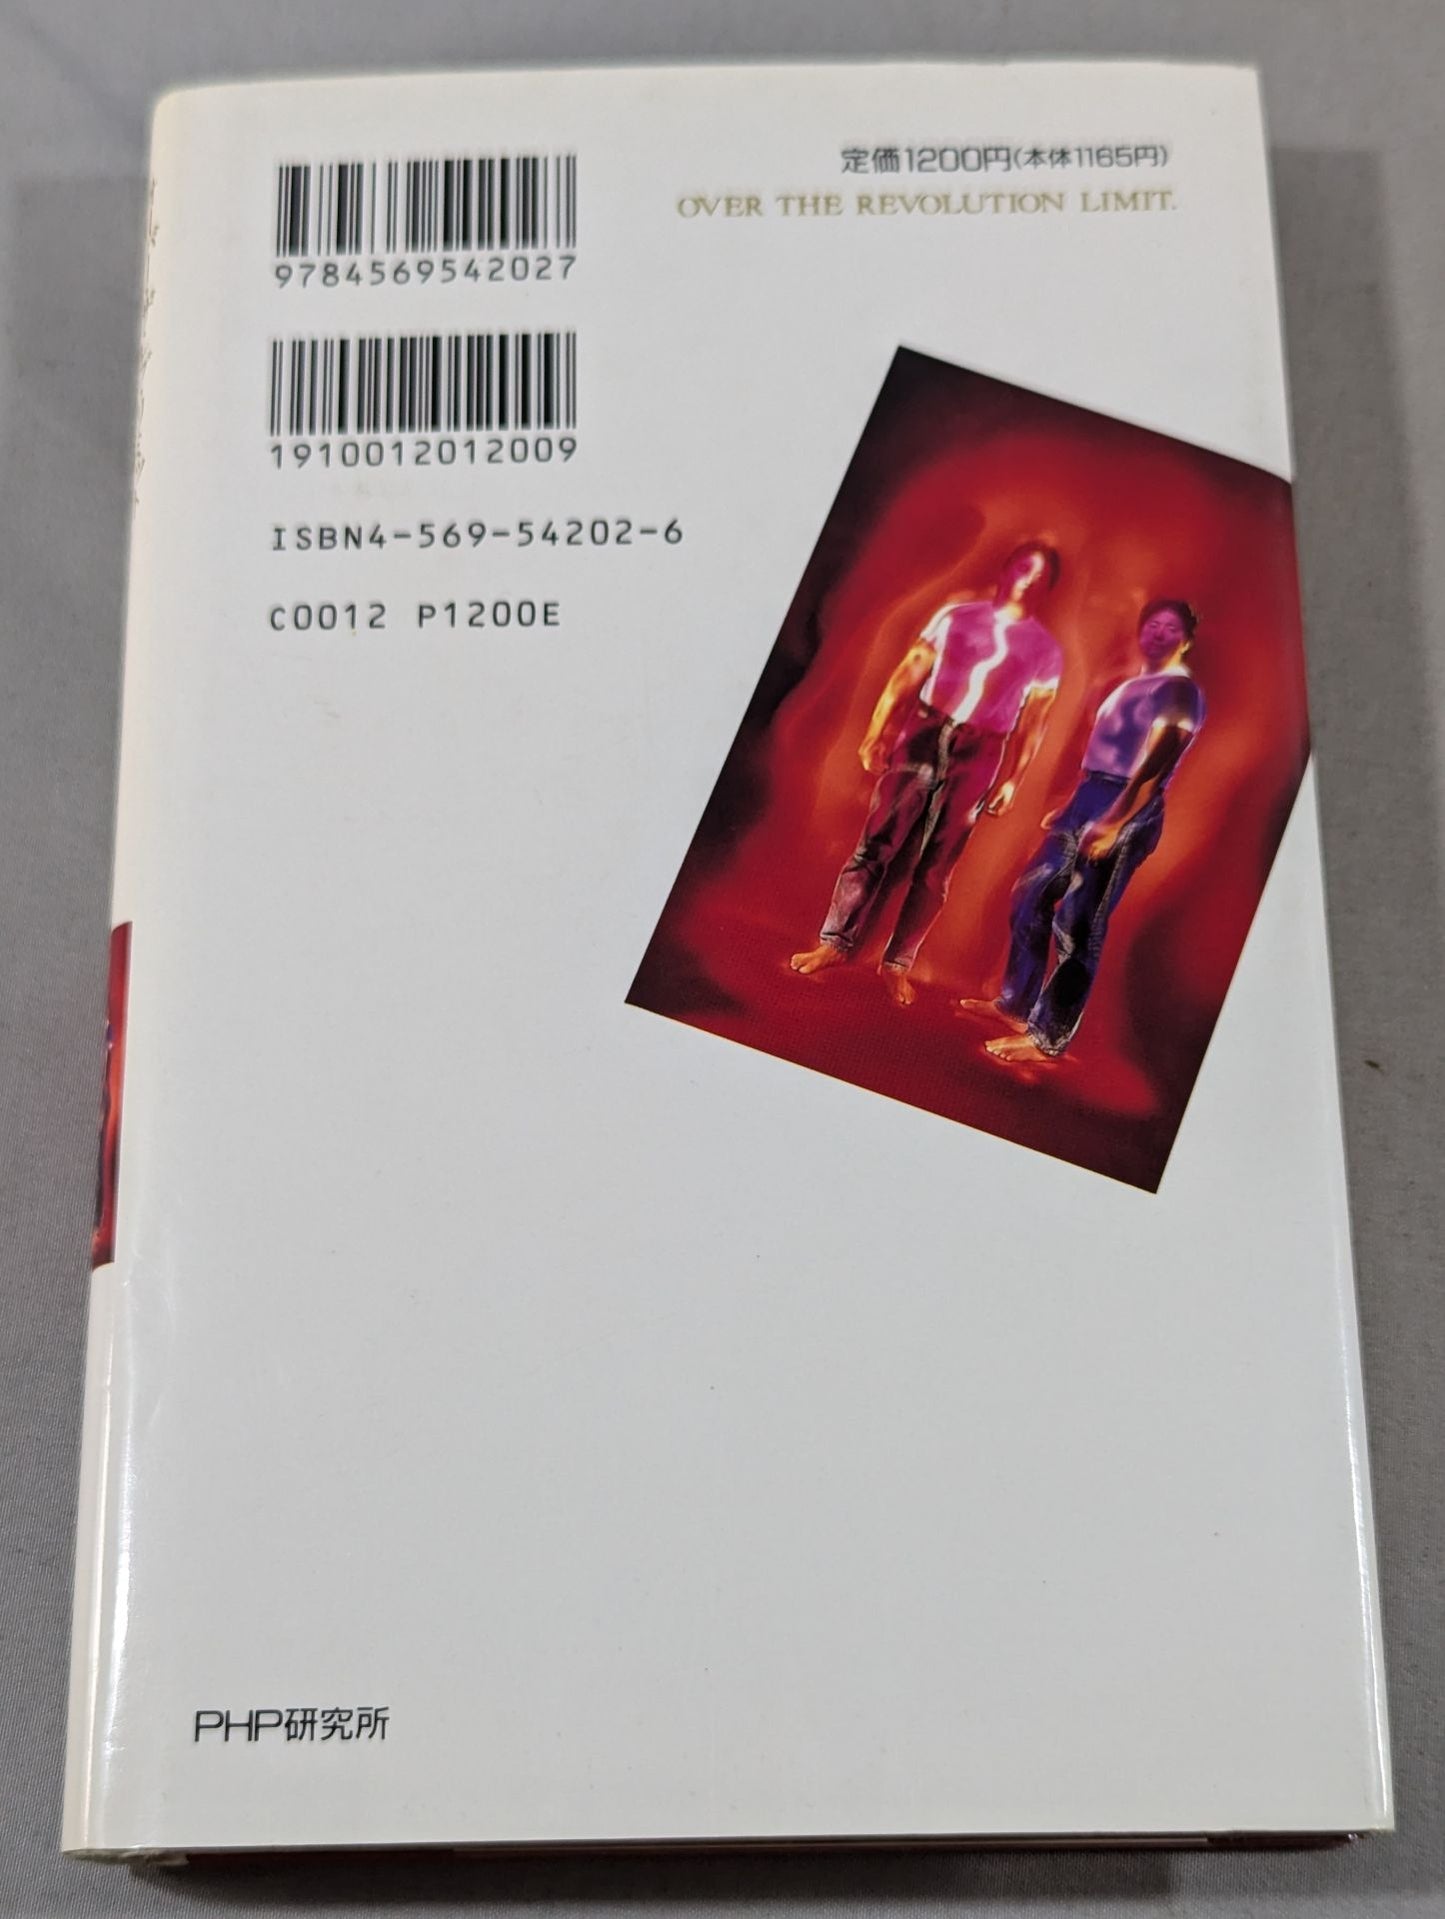 定価1200円(本体1165円)
OVER THE REVOLUTION LIMIT.
9784569542027
1910012012009
ISBN4-569-54202-6
C0012 P1200E
PHP研究所